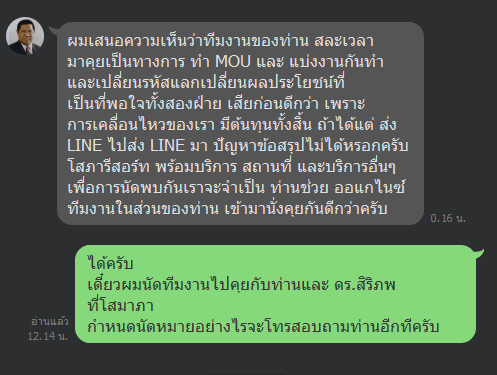 ผมเสนอความเห็นว่าทีมงานของท่าน สละเวลา
มาคุยเป็นทางการ ทำ MOU และ แบ่งงานกันทำ
และเปลี่ยนรหัสแลกเปลี่ยนผลประโยชน์ที่
เป็นที่พอใจทั้งสองฝ่าย เสียก่อนดีกว่า เพราะ
การเคลื่อนไหวของเรา มีต้นทุนทั้งสิ้น ถ้าได้แต่ ส่ง
LINE ไปส่ง LINE มา ปัญหาข้อสรุปไม่ได้หรอกครับ
โสภารีสอร์ท พร้อมบริการ สถานที่ และบริการอื่นๆ
เพื่อการนัดพบกันเราจะจำเป็น ท่านช่วย ออแกไนซ์
ทีมงานในส่วนของท่าน เข้ามานั่งคุยกันดีกว่าครับ
0.16 น.
ได้ครับ
เดี๋ยวผมนัดทีมงานไปคุยกับท่านและ ดร.สิริภพ
ที่โสมาภา
กำหนดนัดหมายอย่างไรจะโทรสอบถามท่านอีกทีครับ
อ่านแล้ว
12.14 น.